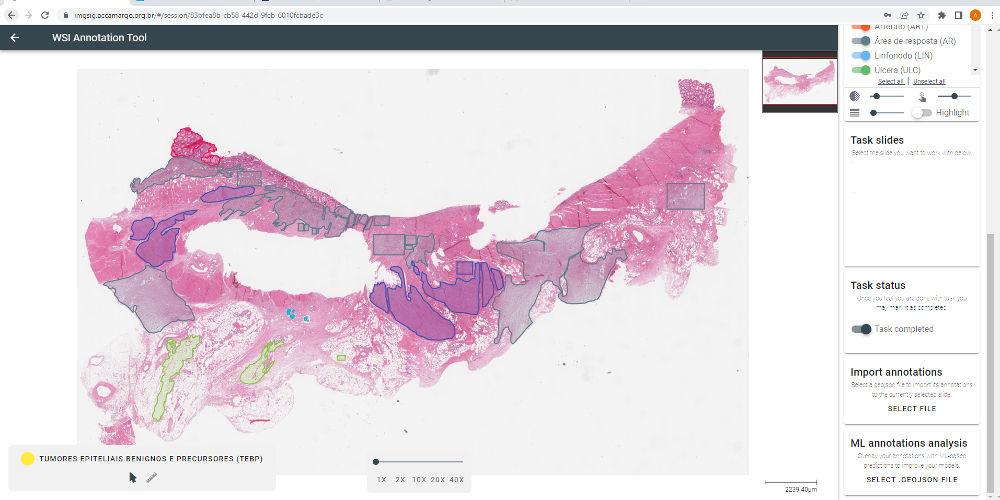 imgsig.accamargo.org.br/#/session/83bfea8b-cb58-442d-9fcb-6010fcbade3c
A
WSI Annotation Tool
Artefato (ART)
Área de resposta (AR)
Linfonodo (LIN)
Úlcera (ULC)
Select all | Unselect all
Highlight
Task slides
Select the slide you want to work with below.
Task status
Once you feel you are done with task you
may mark it as completed.
Task completed
Import annotations
Select a geojson file to import its annotations
to the currently selected slide.
SELECT FILE
ML annotations analysis
Overlay your annotations with ML-based
predictions to improve your models.
SELECT .GEOJSON FILE
TUMORES EPITELIAIS BENIGNOS E PRECURSORES (TEBP)
1X 2X 10X 20X 40X
2239.40µm